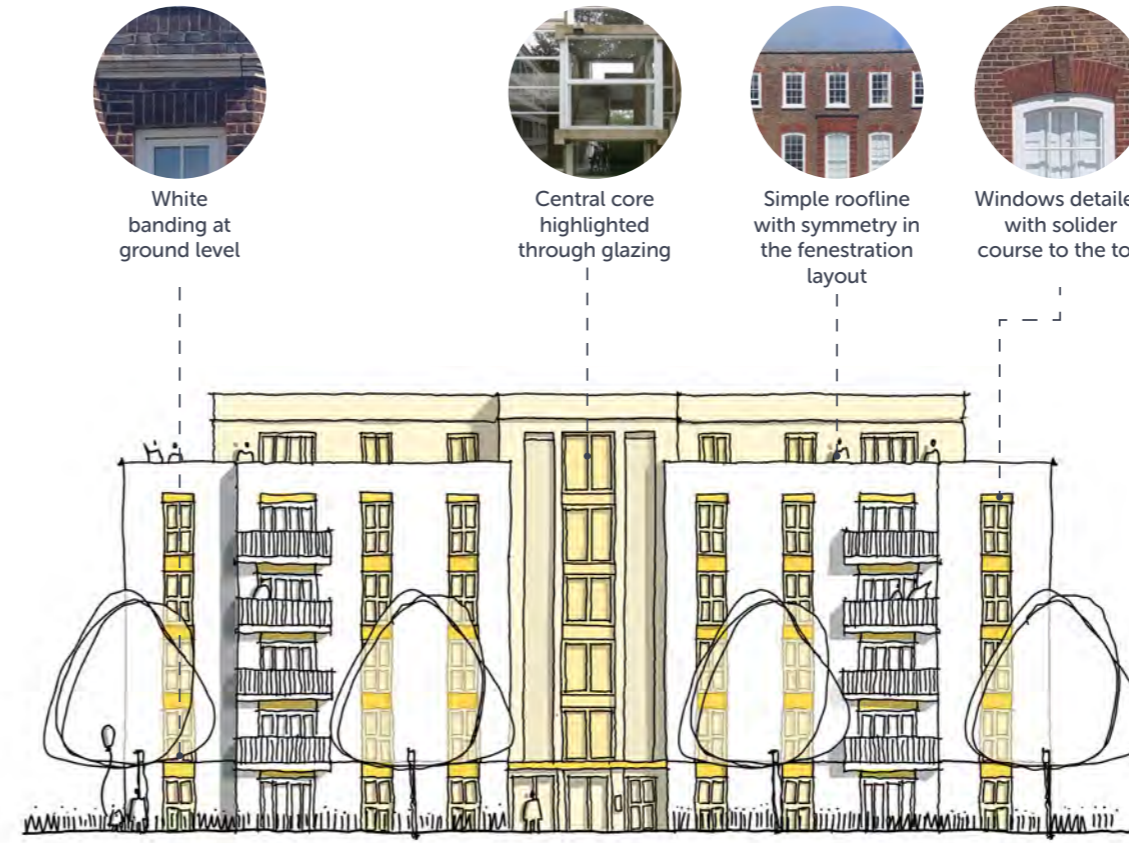 White
banding at
ground level
Central core
highlighted
through glazing
Simple roofline
with symmetry in
the fenestration
layout
Windows detaile
with solider
course to the to